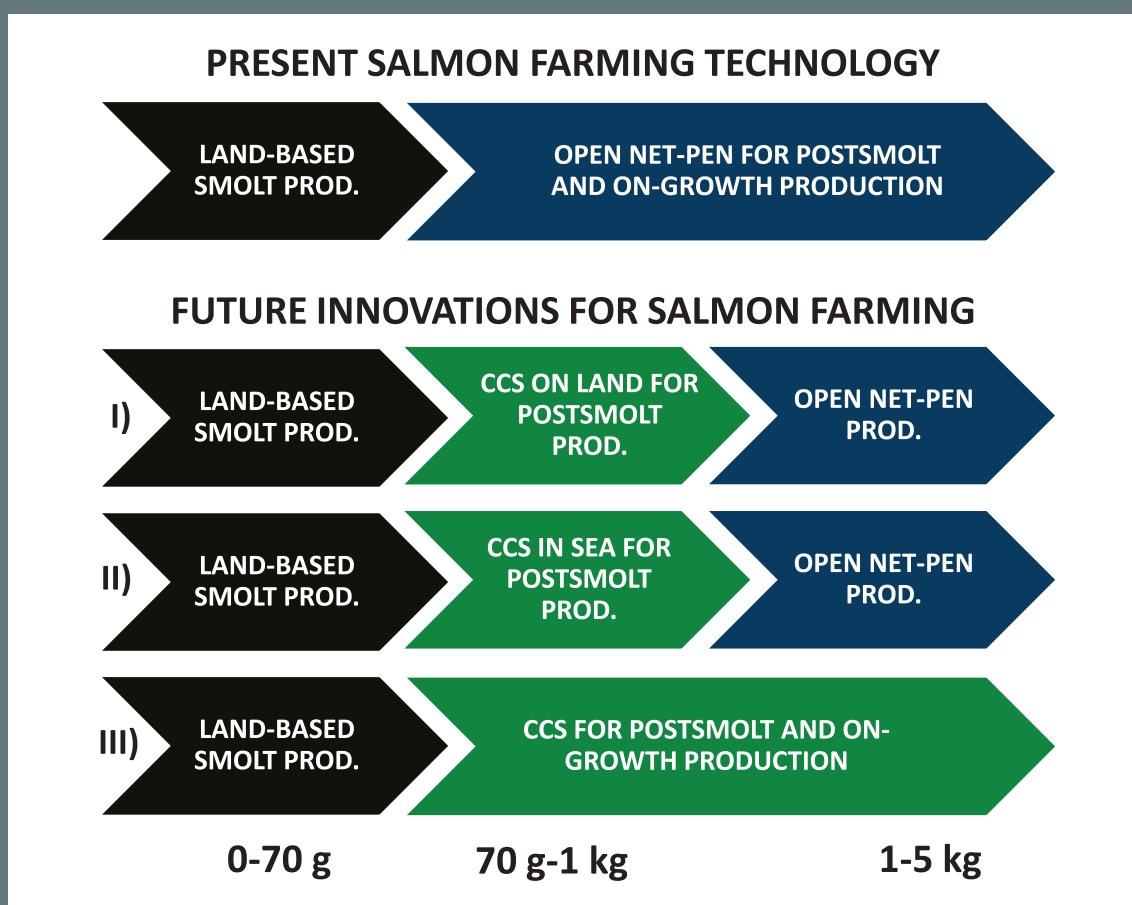 PRESENT SALMON FARMING TECHNOLOGY
LAND-BASED
SMOLT PROD.
OPEN NET-PEN FOR POSTSMOLT
AND ON-GROWTH PRODUCTION
FUTURE INNOVATIONS FOR SALMON FARMING
I)
LAND-BASED
SMOLT PROD.
CCS ON LAND FOR
POSTSMOLT
PROD.
OPEN NET-PEN
PROD.
II)
LAND-BASED
SMOLT PROD.
CCS IN SEA FOR
POSTSMOLT
PROD.
OPEN NET-PEN
PROD.
III)
LAND-BASED
SMOLT PROD.
CCS FOR POSTSMOLT AND ON-
GROWTH PRODUCTION
0-70 g
70 g-1 kg
1-5 kg